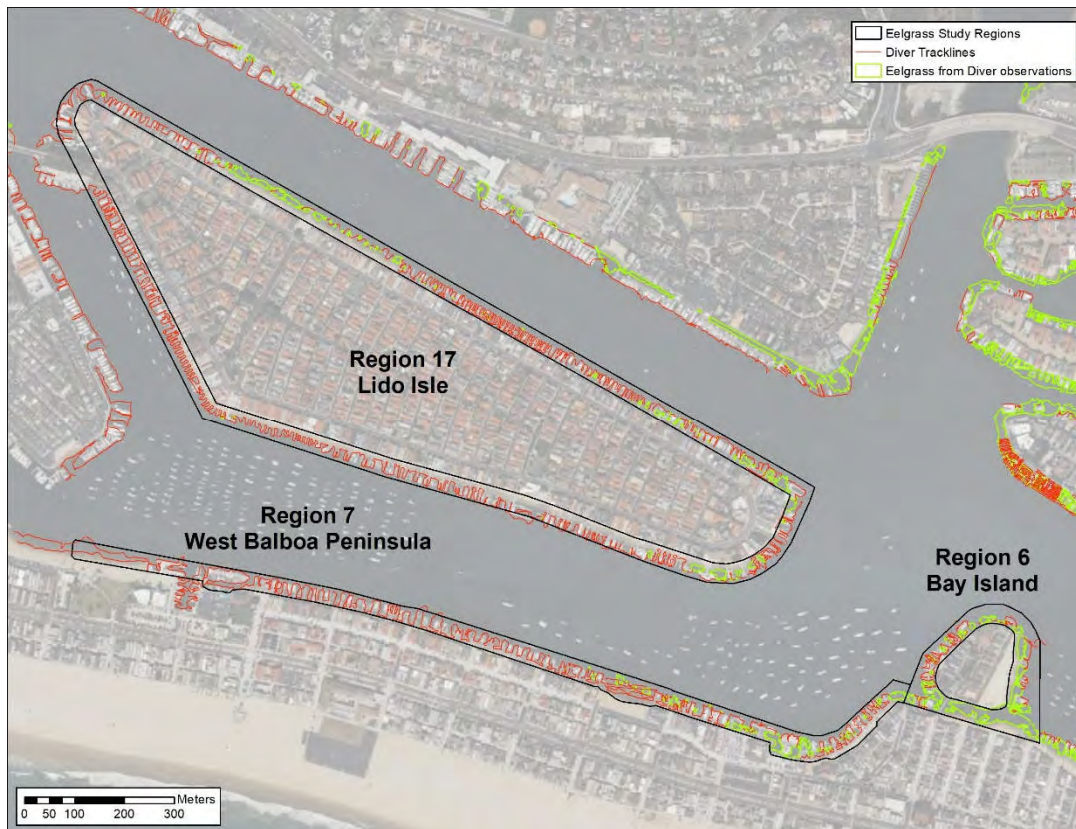 Eelgrass Study Regions
Diver Tracklines
Eelgrass from Diver observations
Region 17
Lido Isle
Region 7
West Balboa Peninsula
Region 6
Bay Island
Meters
0 50 100 200 300